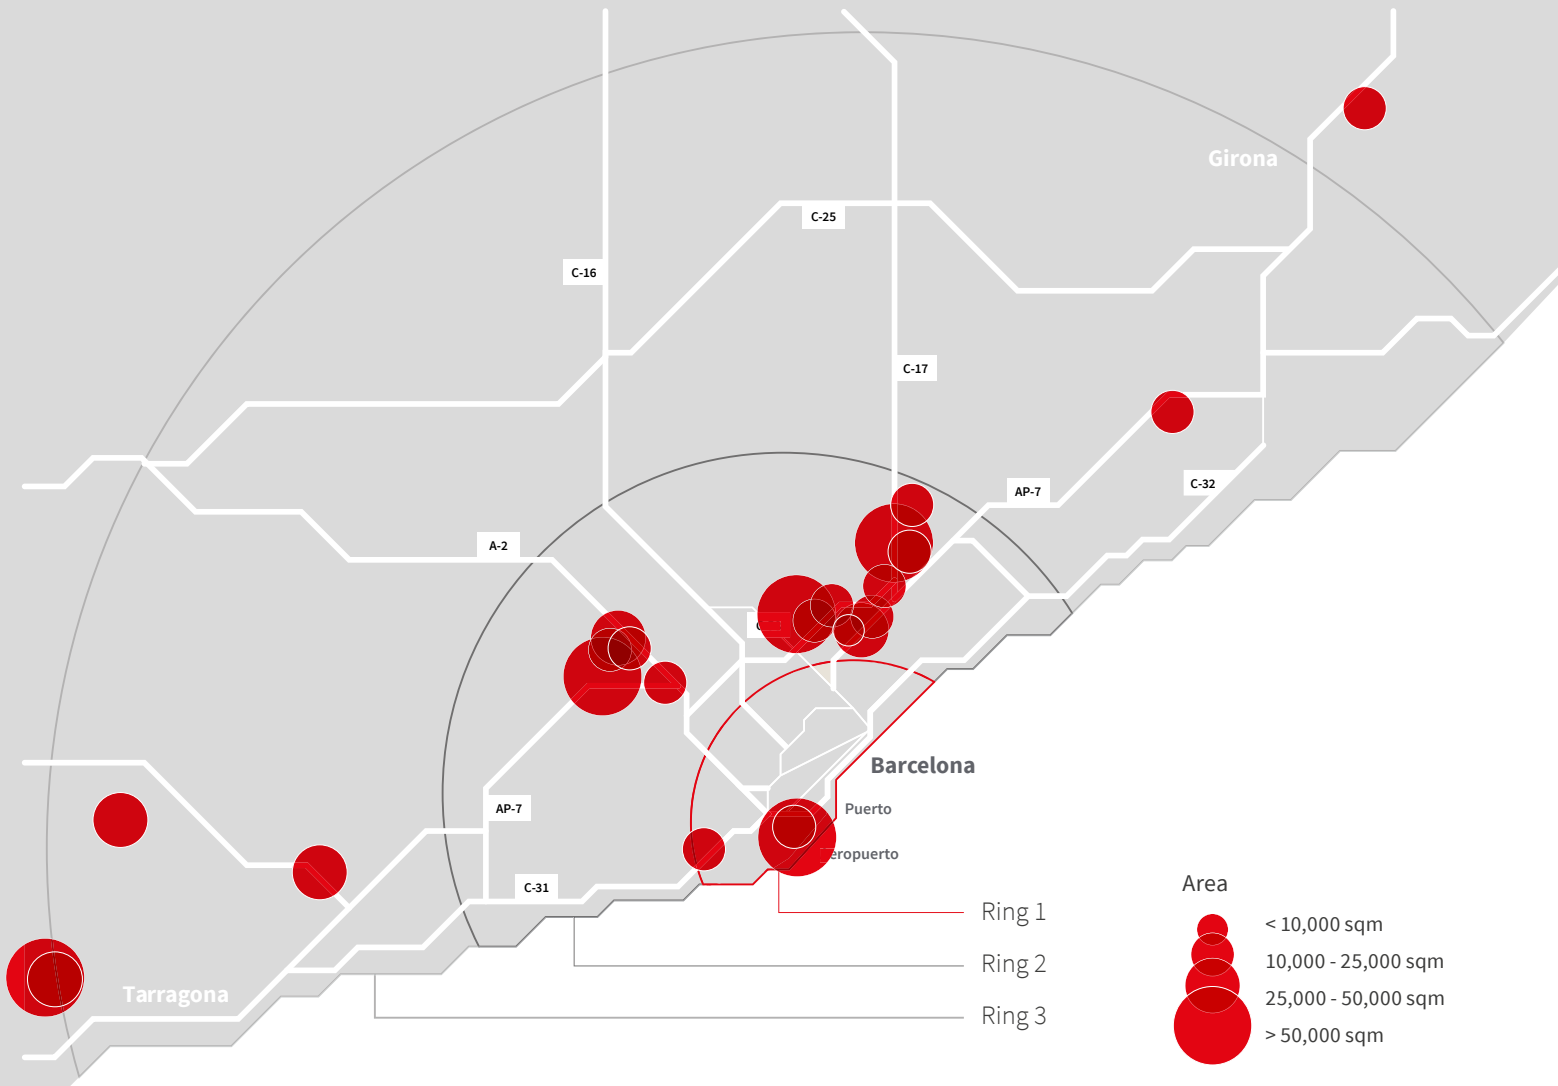 Girona
C-25
C-16
C-17
C-32
AP-7
A-2
Barcelona
AP-7
Puerto
C-31
Area
Ring 1
< 10,000 sqm
Ring 2
10,000 - 25,000 sqm
Tarragona
25,000 - 50,000 sqm
Ring 3
> 50,000 sqm